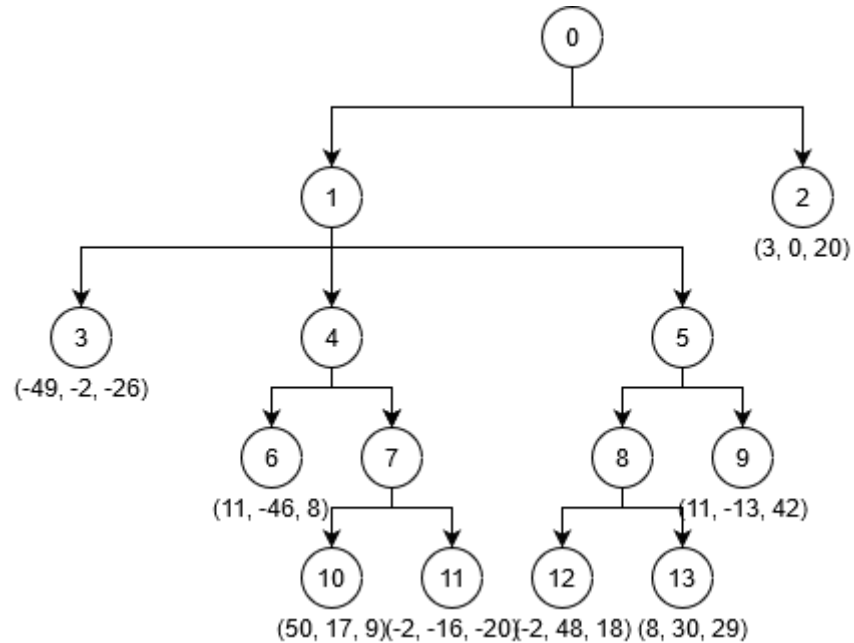 0
1
2
(3, 0, 20)
3
4
5
(-49, -2, -26)
6
7
8
9
(11, -46, 8)
(11, -13, 42)
10
11
12
13
(50, 17, 9)
(-2, -16, -20)
(-2, 48, 18)
(8, 30, 29)